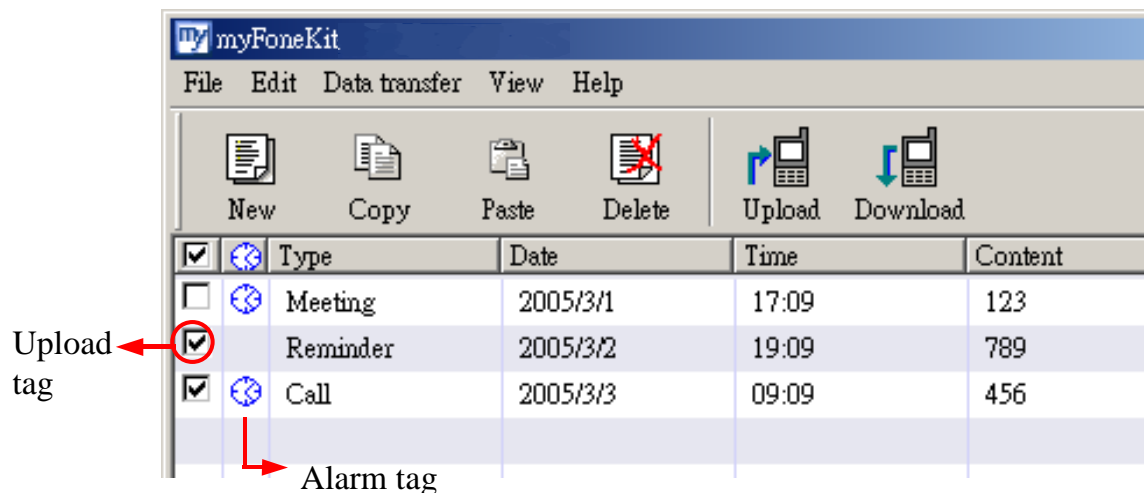 my myFoneKit
File Edit Data transfer View Help
New Copy Paste Delete Upload Download
Type Date Time Content
Meeting 2005/3/1 17:09 123
Reminder 2005/3/2 19:09 789
Call 2005/3/3 09:09 456
Upload
tag
Alarm tag